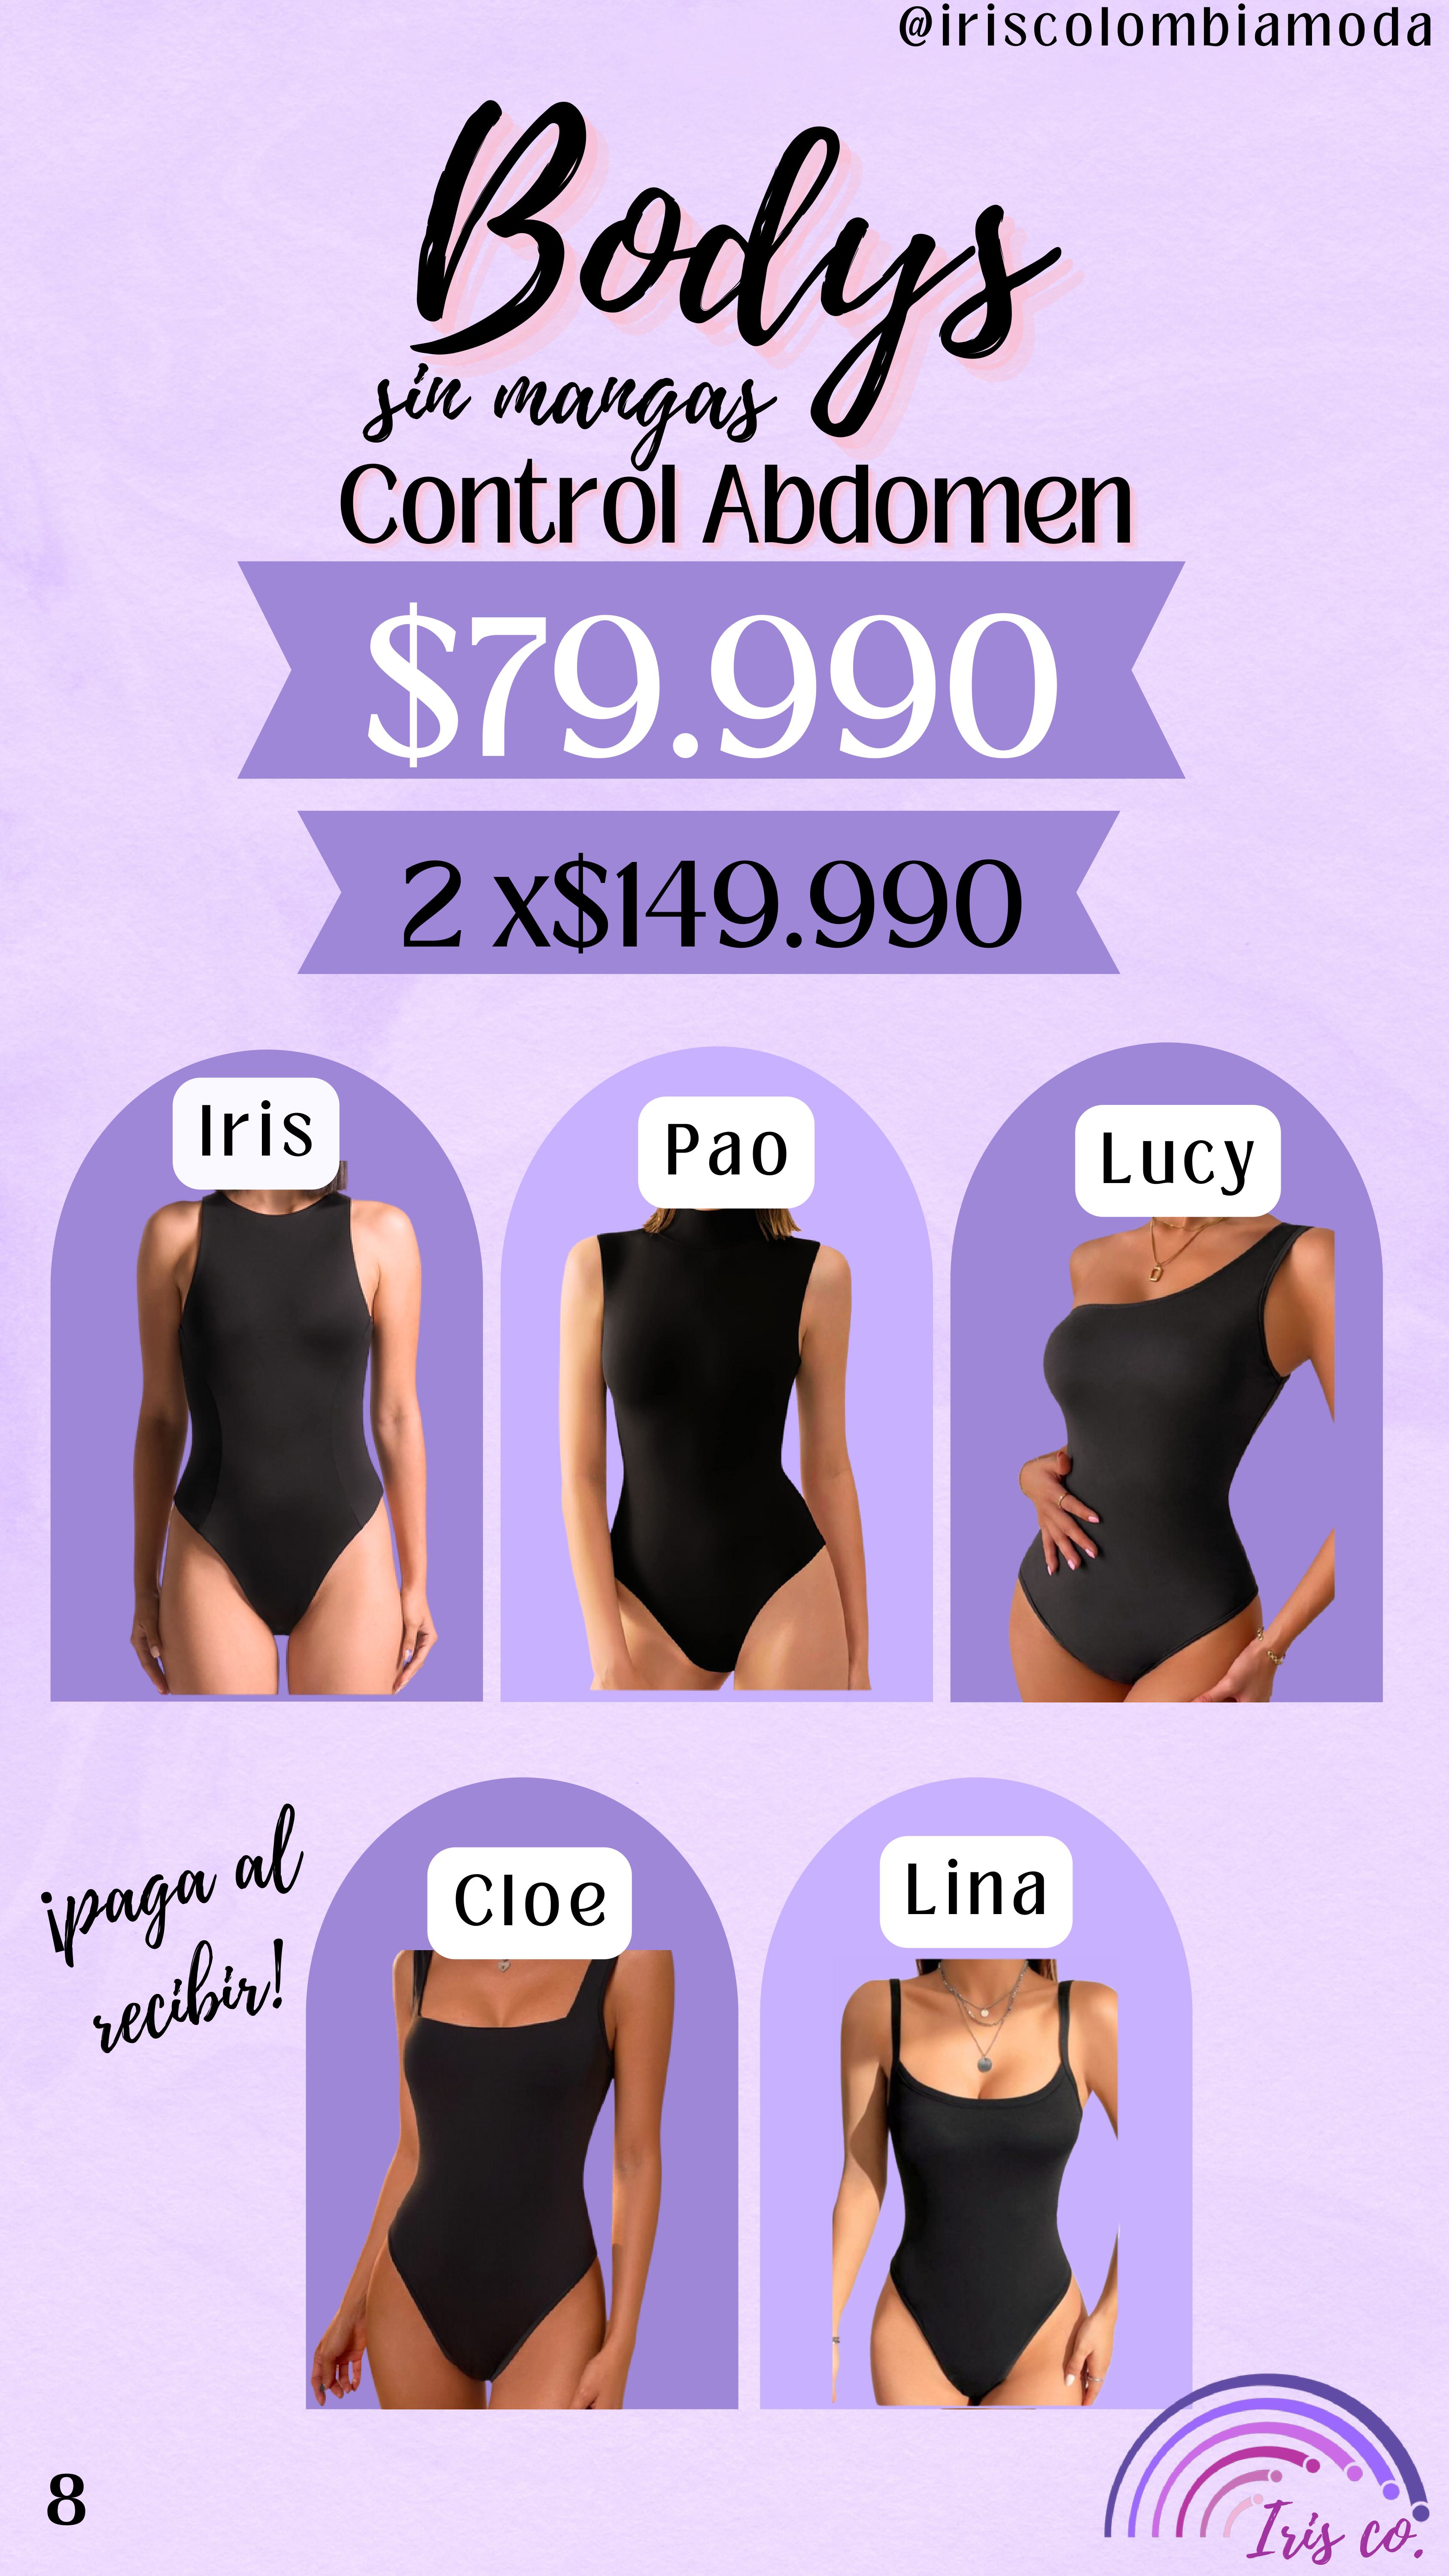 @iriscolombiamoda
Bodys
sin mangas
Control Abdomen
$79.990
2 x$149.990
Iris
Pao
Lucy
¡paga al
recibir!
Cloe
Lina
8
Iris co.